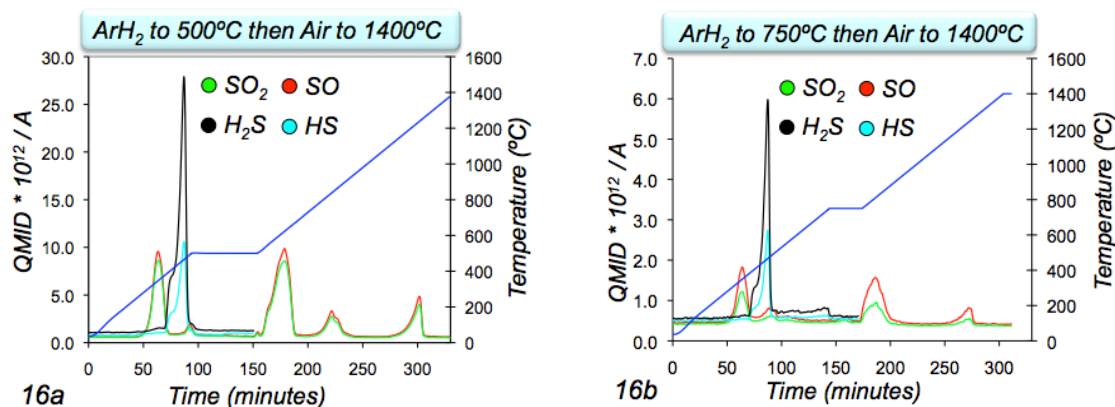 ArH₂ to 500ºC then Air to 1400ºC
30.0
25.0
20.0
15.0
10.0
5.0
0.0
QMID * 10¹² / A
SO₂ SO
H₂S HS
1600
1400
1200
1000
800
600
400
200
0
Temperature (ºC)
0 50 100 150 200 250 300
Time (minutes)
16a
ArH₂ to 750ºC then Air to 1400ºC
7.0
6.0
5.0
4.0
3.0
2.0
1.0
0.0
QMID * 10¹² / A
SO₂ SO
H₂S HS
1600
1400
1200
1000
800
600
400
200
0
Temperature (ºC)
0 50 100 150 200 250 300
Time (minutes)
16b